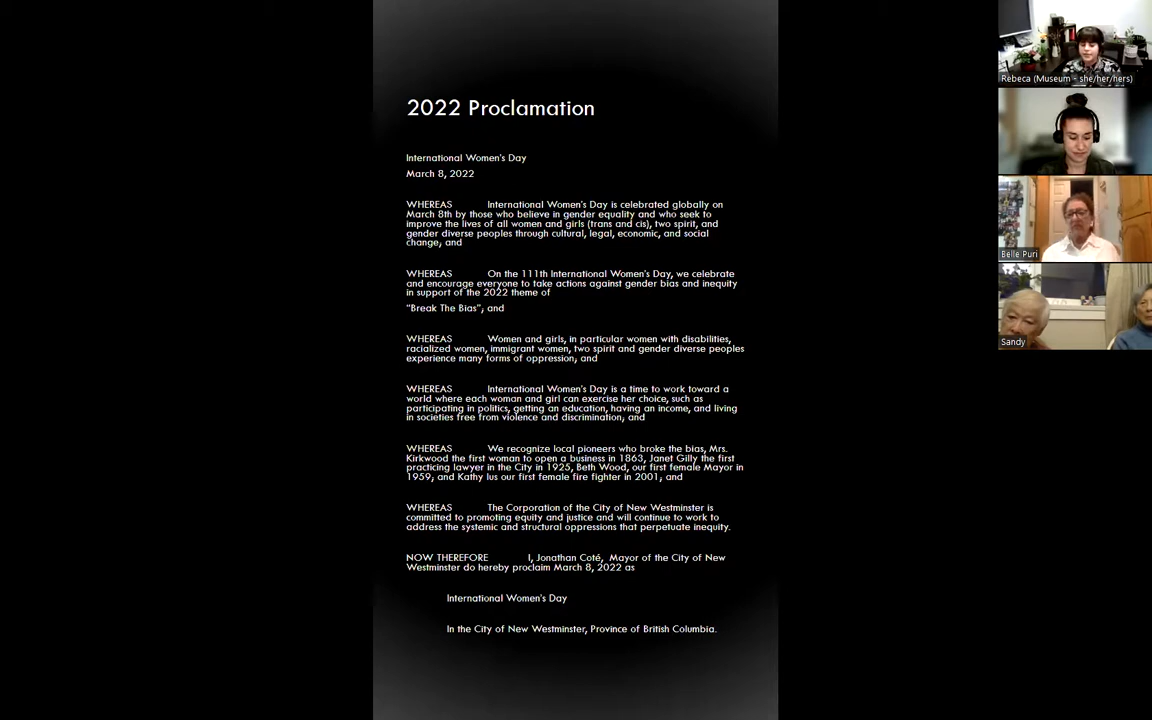 2022 Proclamation
International Women's Day
March 8, 2022
WHEREAS International Women's Day is celebrated globally on
March 8th by those who believe in gender equality and who seek to
improve the lives of all women and girls (trans and cis), two spirit, and
gender diverse peoples through cultural, legal, economic, and social
change, and
WHEREAS On the 111th International Women's Day, we celebrate
and encourage everyone to take actions against gender bias and inequity
in support of the 2022 theme of
"Break The Bias", and
WHEREAS Women and girls, in particular women with disabilities,
racialized women, immigrant women, two spirit and gender diverse peoples
experience many forms of oppression, and
WHEREAS International Women's Day is a time to work toward a
world where each woman and girl can exercise her choice, such as
participating in politics, getting an education, having an income, and living
in societies free from violence and discrimination, and
WHEREAS We recognize local pioneers who broke the bias, Mrs.
Kirkwood the first woman to open a business in 1863, Janet Gilly the first
practicing lawyer in the City in 1925, Beth Wood, our first female Mayor in
1959, and Kathy Ius our first female fire fighter in 2001, and
WHEREAS The Corporation of the City of New Westminster is
committed to promoting equity and justice and will continue to work to
address the systemic and structural oppressions that perpetuate inequity.
NOW THEREFORE I, Jonathan Coté, Mayor of the City of New
Westminster do hereby proclaim March 8, 2022 as
International Women's Day
In the City of New Westminster, Province of British Columbia.
Rebeca (Museum - she/her/hers)
Belle Puri
Sandy